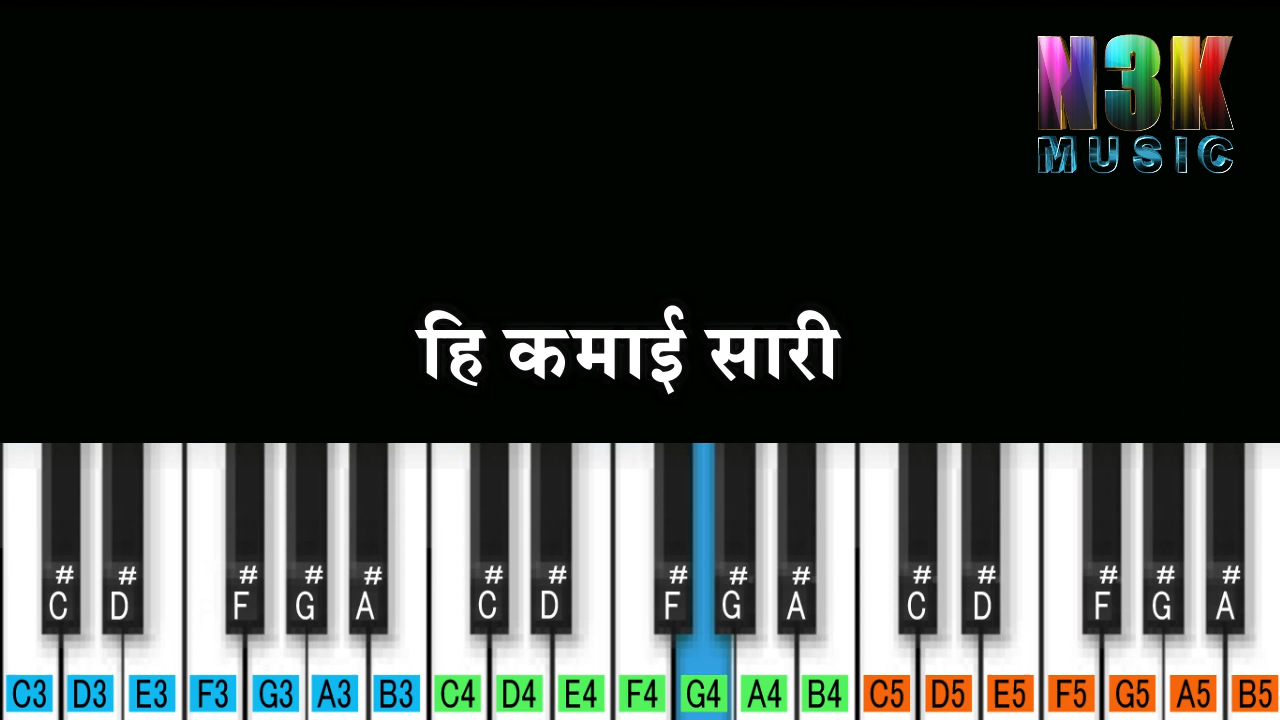 N3K
MUSIC
हि कमाई सारी
# # # # # # # # # # # # # # #
C D F G A C D F G A C D F G A
C3 D3 E3 F3 G3 A3 B3 C4 D4 E4 F4 G4 A4 B4 C5 D5 E5 F5 G5 A5 B5